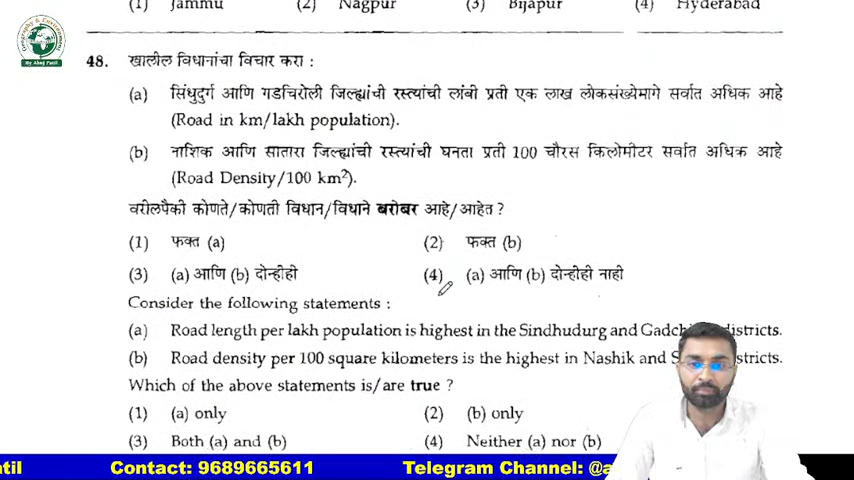 (1) Jammu (2) Nagpur (3) Bijapur (4) Hyderabad
Geography & Environment
By Abuj Patil
48. खालील विधानांचा विचार करा :
(a) सिंधुदुर्ग आणि गडचिरोली जिल्ह्यांची रस्त्यांची लांबी प्रती एक लाख लोकसंख्येमागे सर्वात अधिक आहे
(Road in km/lakh population).
(b) नाशिक आणि सातारा जिल्ह्यांची रस्त्यांची घनता प्रती 100 चौरस किलोमीटर सर्वात अधिक आहे
(Road Density/100 km²).
वरीलपैकी कोणते/कोणती विधान/विधाने बरोबर आहे/आहेत ?
(1) फक्त (a) (2) फक्त (b)
(3) (a) आणि (b) दोन्हीही (4) (a) आणि (b) दोन्हीही नाही
Consider the following statements :
(a) Road length per lakh population is highest in the Sindhudurg and districts.
(b) Road density per 100 square kilometers is the highest in Nashik and
Which of the above statements is/are true ?
(1) (a) only (2) (b) only
(3) Both (a) and (b) (4) Neither (a) nor (b)
Contact: 9689665611 Telegram Channel: